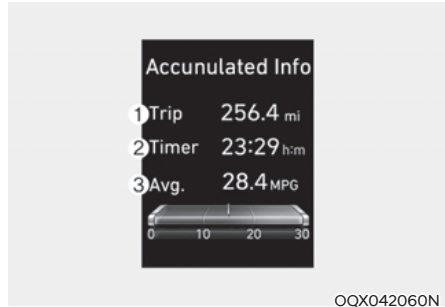 Accunulated Info
1 Trip 256.4 mi
2 Timer 23:29 h:m
3 Avg. 28.4 MPG
0 10 20 30
OQX042060N